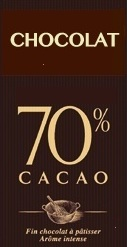 CHOCOLAT
70%
CACAO
Fin chocolat à pâtisser
Arôme intense